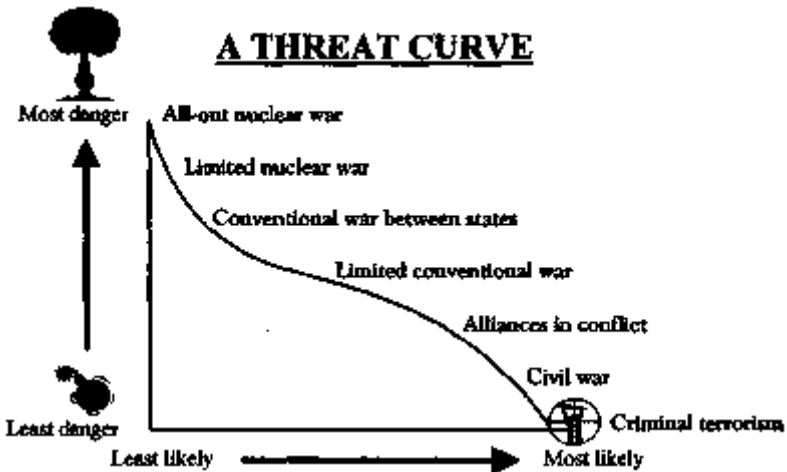 A THREAT CURVE
Most danger
All-out nuclear war
Limited nuclear war
Conventional war between states
Limited conventional war
Alliances in conflict
Civil war
Criminal terrorism
Least danger
Least likely
Most likely